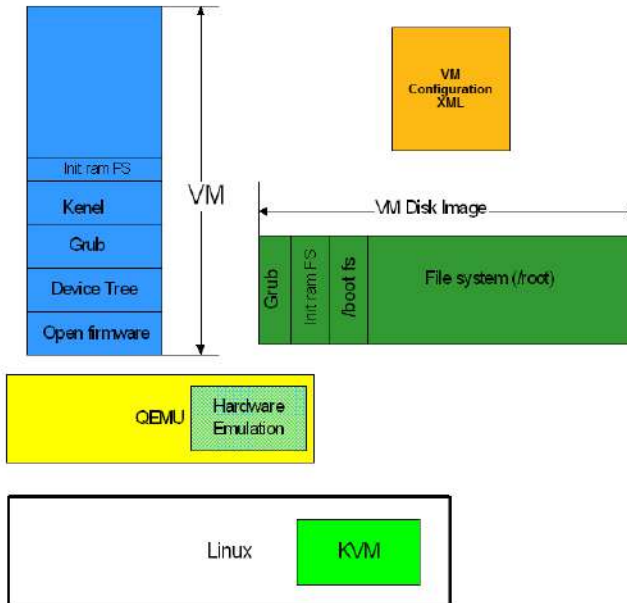 VM
Configuration
XML
Init ram FS
Kenel
Grub
Device Tree
Open firmware
VM
VM Disk Image
Grub
Init ram FS
/boot fs
File system (/root)
QEMU
Hardware
Emulation
Linux
KVM